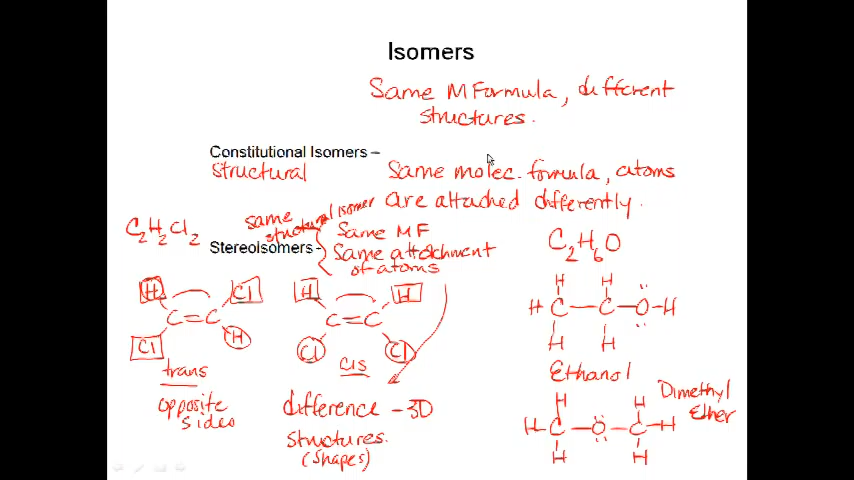 Isomers
Same MFormula, different
structures.
Constitutional Isomers –
structural
Same molec. formula, atoms
are attached differently.
same
structural isomer
C2H2Cl2
Stereoisomers -
Same MF
Same attachment
of atoms
C2H6O
H Cl
C=C
Cl H
trans
opposite
sides
H H
C=C
Cl Cl
cis
difference - 3D
structures.
(shapes)
H H
H C—C—O—H
H H
Ethanol
Dimethyl
Ether
H H
H—C—O—C—H
H H